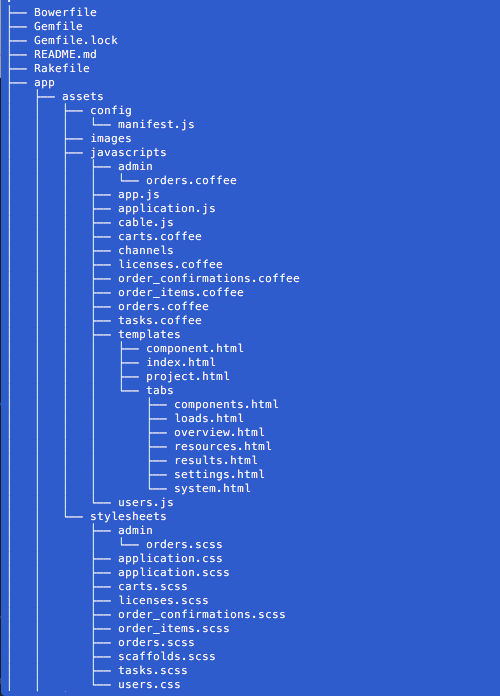 Bowerfile
Gemfile
Gemfile.lock
README.md
Rakefile
app
assets
config
manifest.js
images
javascripts
admin
orders.coffee
app.js
application.js
cable.js
carts.coffee
channels
licenses.coffee
order_confirmations.coffee
order_items.coffee
orders.coffee
tasks.coffee
templates
component.html
index.html
project.html
tabs
components.html
loads.html
overview.html
resources.html
results.html
settings.html
system.html
users.js
stylesheets
admin
orders.scss
application.css
application.scss
carts.scss
licenses.scss
order_confirmations.scss
order_items.scss
orders.scss
scaffolds.scss
tasks.scss
users.css